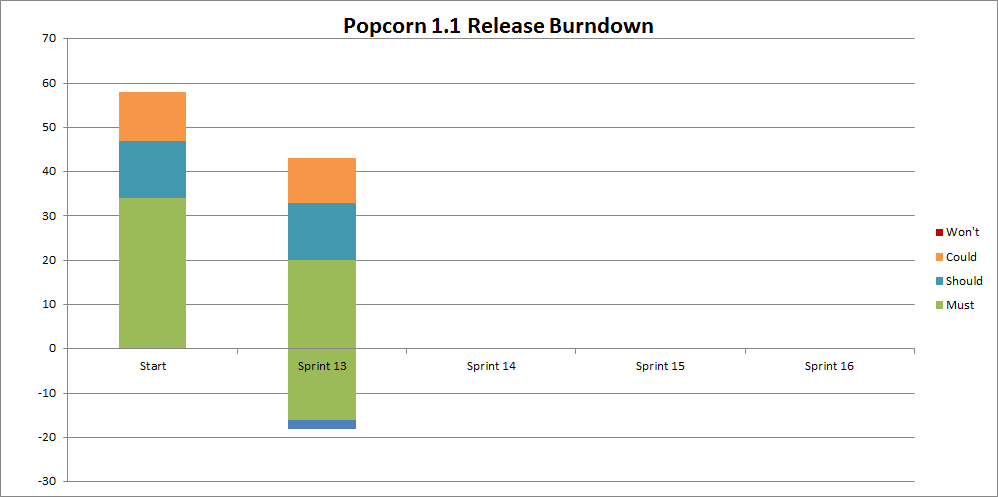 Popcorn 1.1 Release Burndown
70
60
50
40
30
20
10
0
-10
-20
-30
Start
Sprint 13
Sprint 14
Sprint 15
Sprint 16
Won't
Could
Should
Must